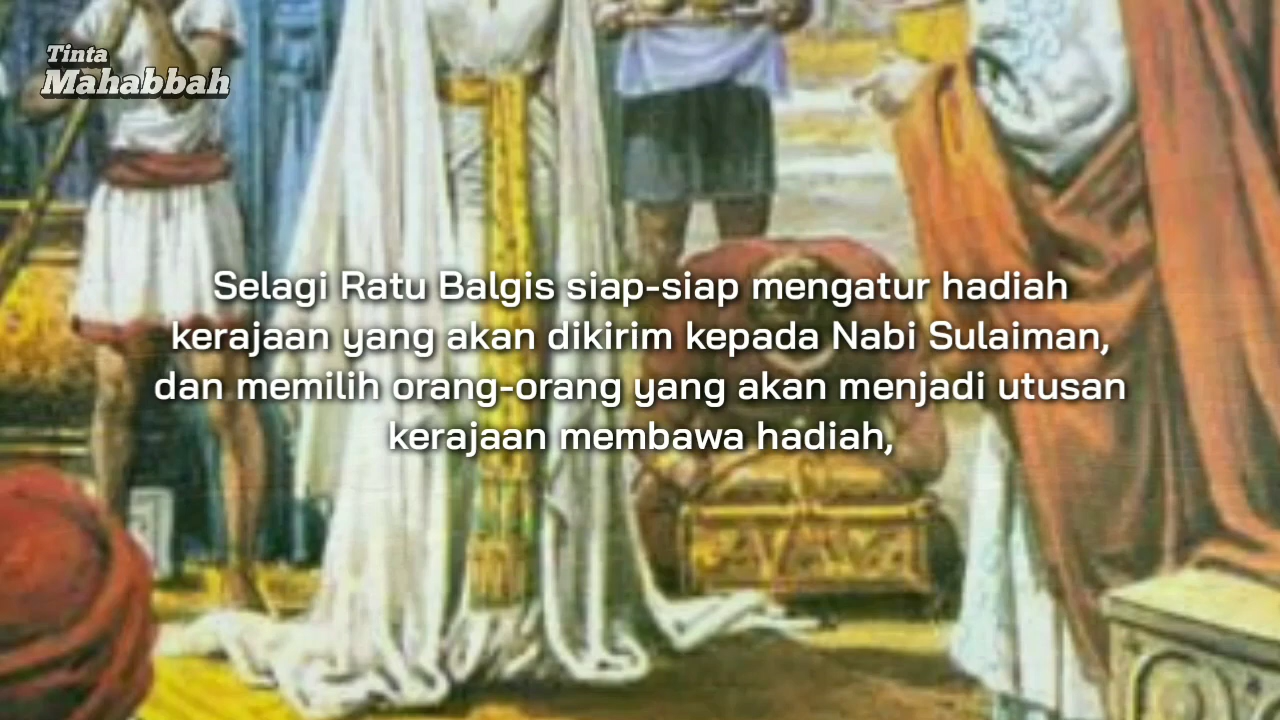 Tinta
Mahabbah
Selagi Ratu Balgis siap-siap mengatur hadiah
kerajaan yang akan dikirim kepada Nabi Sulaiman,
dan memilih orang-orang yang akan menjadi utusan
kerajaan membawa hadiah,